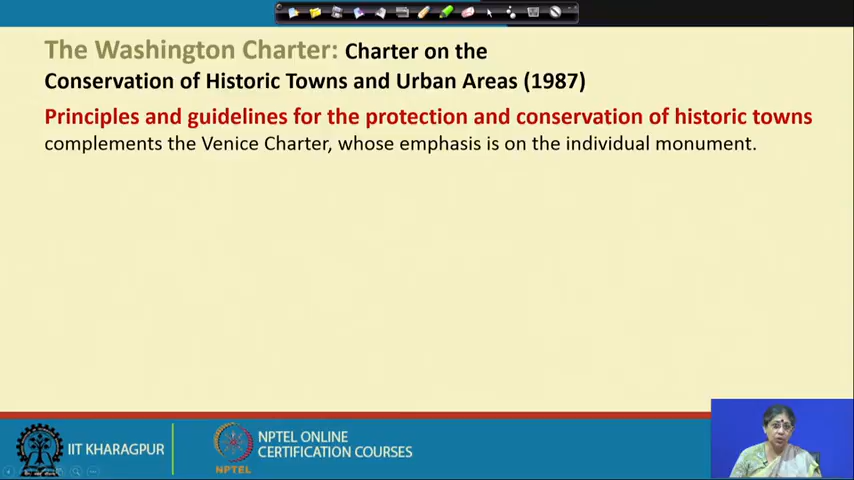 The Washington Charter: Charter on the
Conservation of Historic Towns and Urban Areas (1987)
Principles and guidelines for the protection and conservation of historic towns
complements the Venice Charter, whose emphasis is on the individual monument.
IIT KHARAGPUR
NPTEL
NPTEL ONLINE
CERTIFICATION COURSES